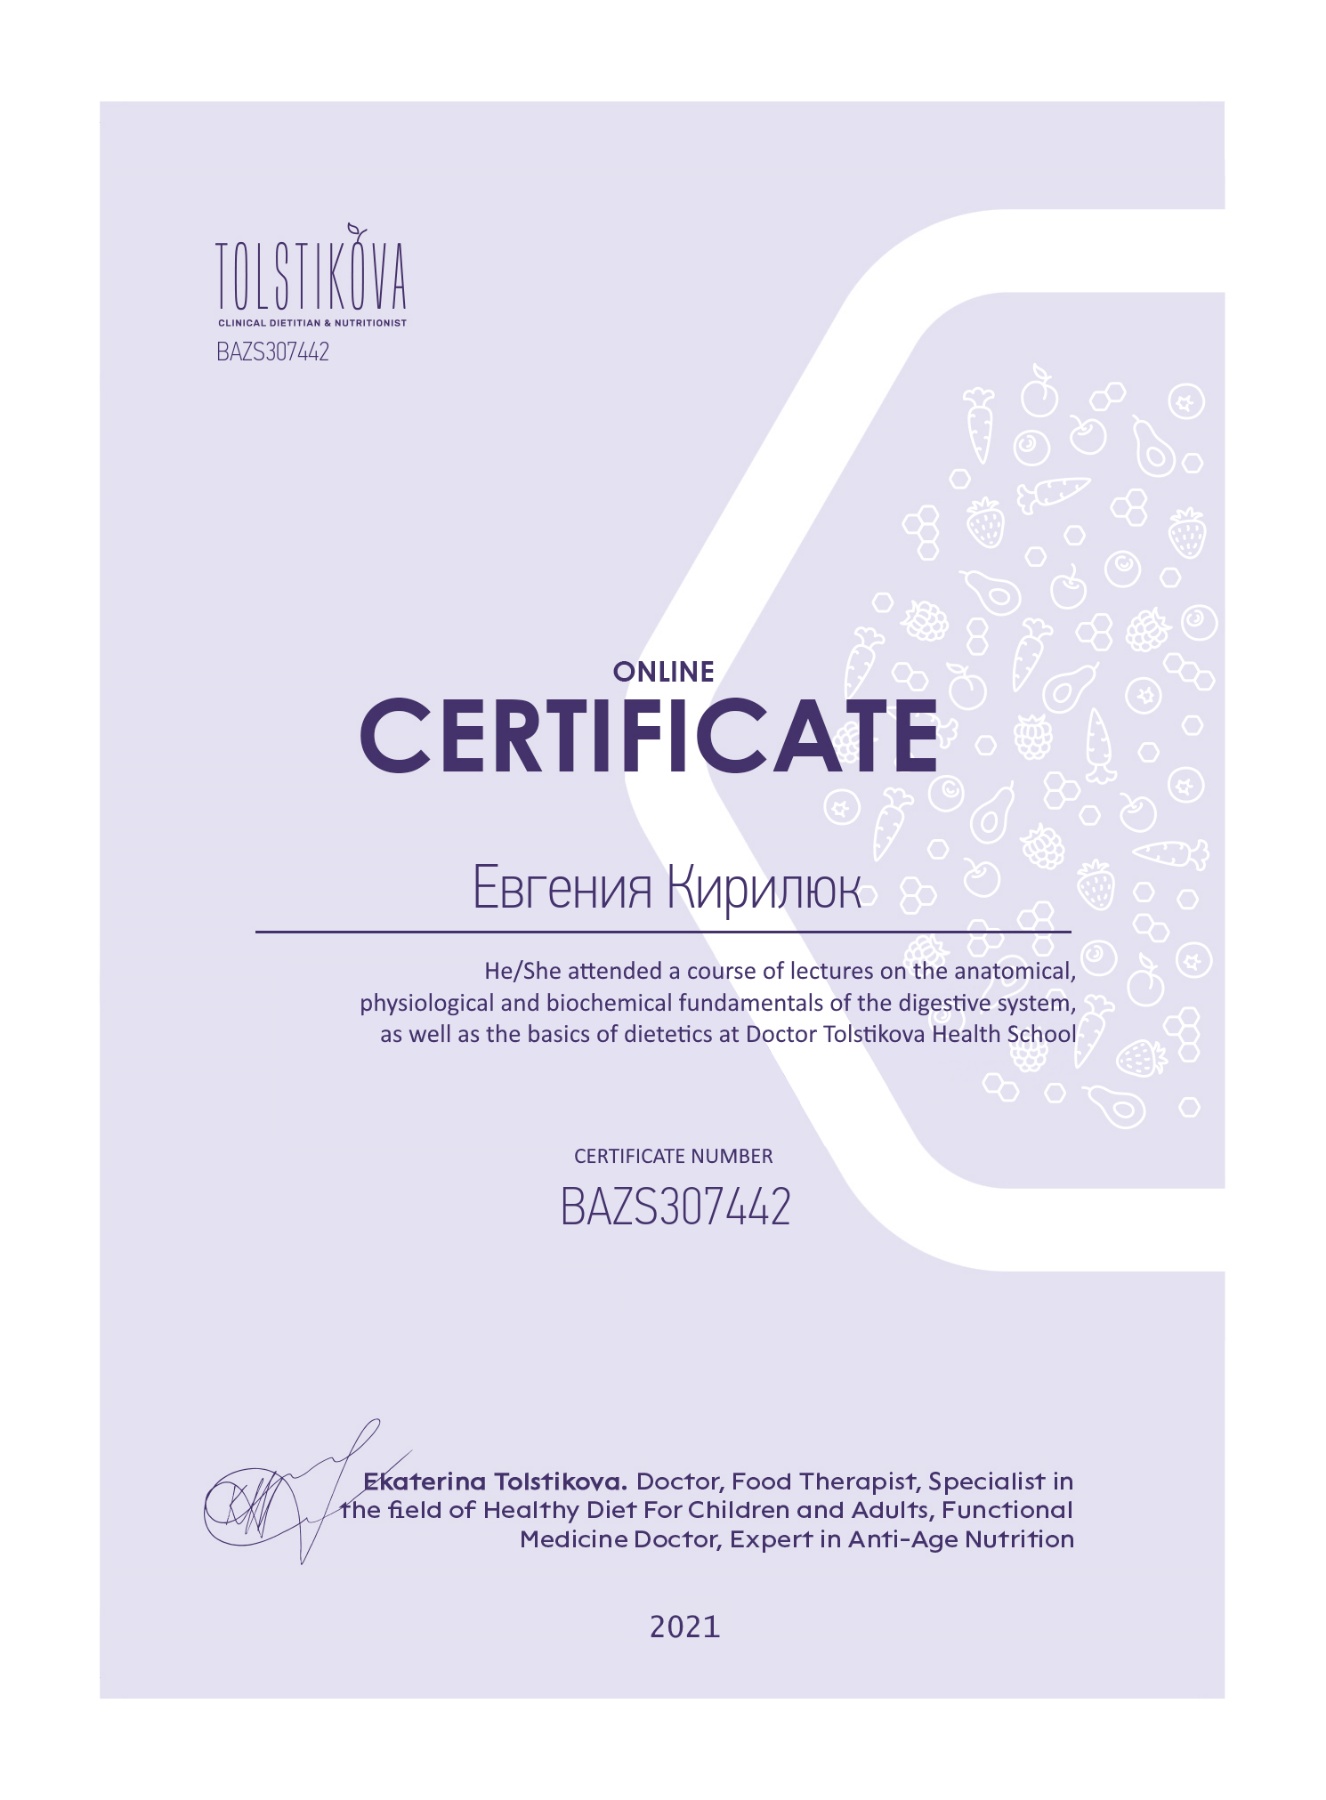 TOLSTIKOVA
CLINICAL DIETITIAN & NUTRITIONIST
BAZS307442
ONLINE
CERTIFICATE
Евгения Кирилюк
He/She attended a course of lectures on the anatomical,
physiological and biochemical fundamentals of the digestive system,
as well as the basics of dietetics at Doctor Tolstikova Health School
CERTIFICATE NUMBER
BAZS307442
Ekaterina Tolstikova. Doctor, Food Therapist, Specialist in
the field of Healthy Diet For Children and Adults, Functional
Medicine Doctor, Expert in Anti-Age Nutrition
2021